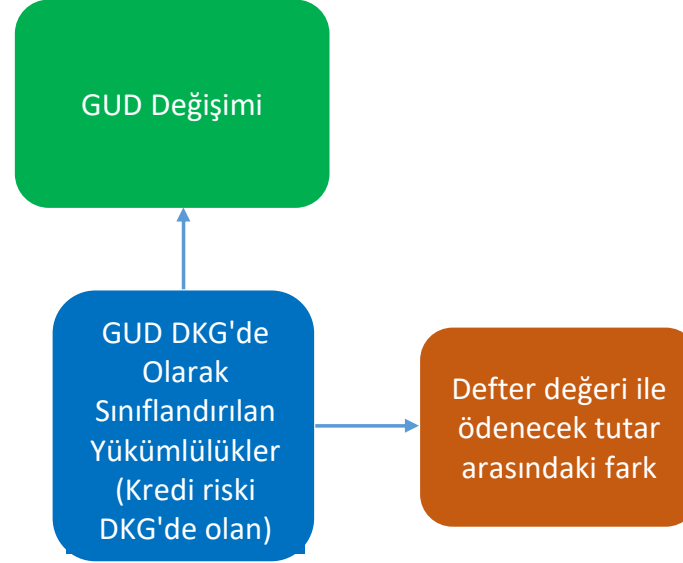 GUD Değişimi
GUD DKG'de
Olarak
Sınıflandırılan
Yükümlülükler
(Kredi riski
DKG'de olan)
Defter değeri ile
ödenecek tutar
arasındaki fark